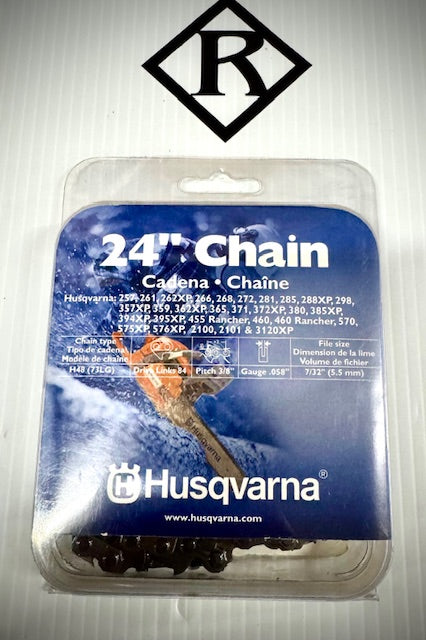 R
24" Chain
Cadena • Chaîne
Husqvarna: 257, 261, 262XP, 266, 268, 272, 281, 285, 288XP, 298,
357XP, 359, 362XP, 365, 371, 372XP, 380, 385XP,
394XP, 395XP, 455 Rancher, 460, 460 Rancher, 570,
575XP, 576XP, 2100, 2101 & 3120XP
Chain type
Tipo de cadena
Modèle de chaîne
File size
Dimension de la lime
Volume de fichier
H48 (73LG) Drive Links 84 Pitch 3/8" Gauge .058" 7/32" (5.5 mm)
Husqvarna
H Husqvarna®
www.husqvarna.com